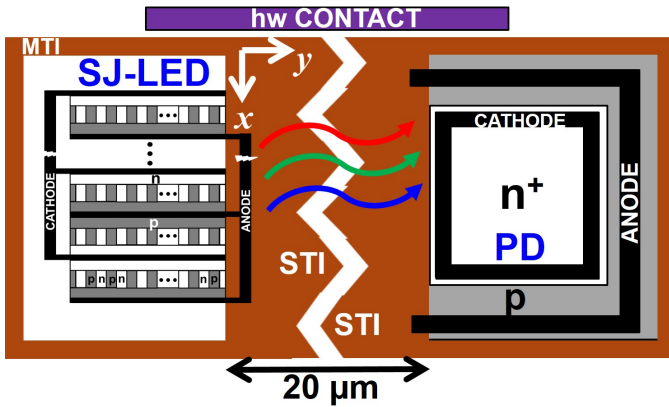 hw CONTACT
MTI
SJ-LED
y
x
n
p
p n p n
n p
CATHODE
ANODE
STI
STI
CATHODE
n+
PD
p
ANODE
20 μm